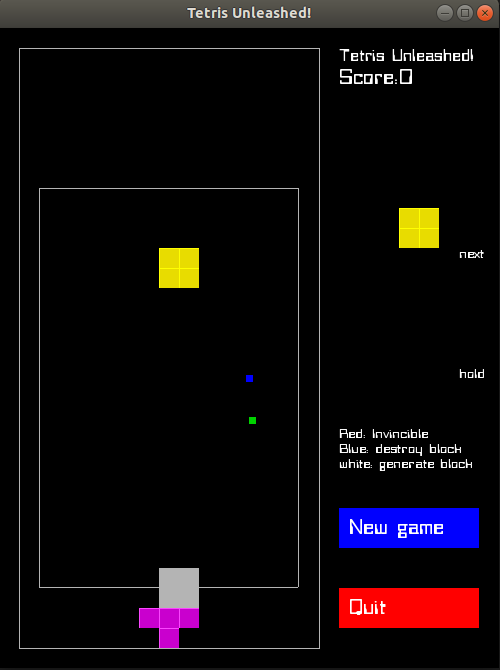 Tetris Unleashed!
Tetris Unleashed!
Score:0
next
hold
Red: Invincible
Blue: destroy block
white: generate block
New game
Quit